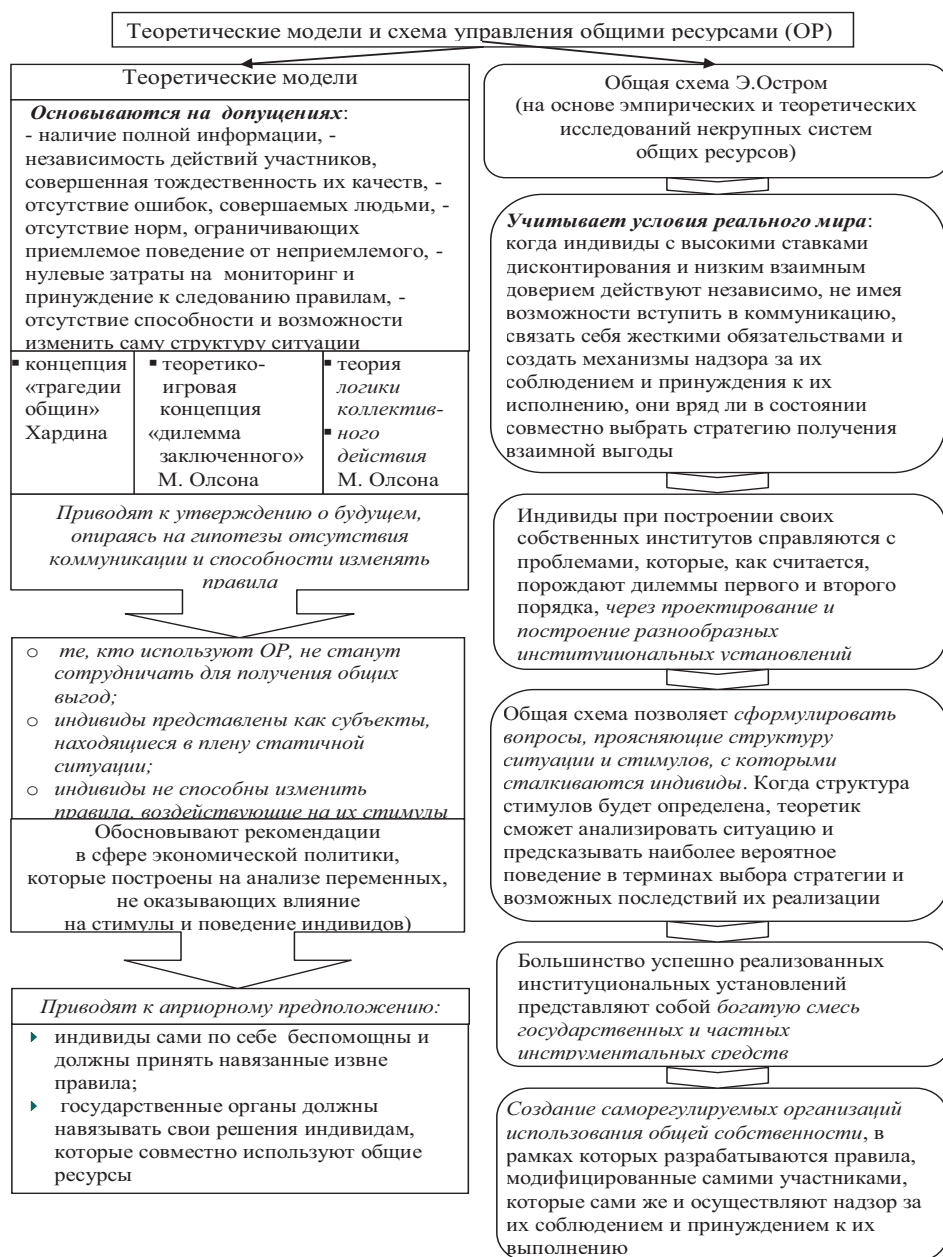 Теоретические модели и схема управления общими ресурсами (ОР)
Теоретические модели
Основываются на допущениях:
- наличие полной информации, -
независимость действий участников,
совершенная тождественность их качеств, -
отсутствие ошибок, совершаемых людьми, -
отсутствие норм, ограничивающих
приемлемое поведение от неприемлемого, -
нулевые затраты на мониторинг и
принуждение к следованию правилам, -
отсутствие способности и возможности
изменить саму структуру ситуации
▪ концепция
«трагедии
общин»
Хардина
▪ теоретико-
игровая
концепция
«дилемма
заключенного»
М. Олсона
▪ теория
логики
коллектив-
▪ ного
действия
М. Олсона
Приводят к утверждению о будущем,
опираясь на гипотезы отсутствия
коммуникации и способности изменять
правила
o те, кто используют ОР, не станут
сотрудничать для получения общих
выгод;
o индивиды представлены как субъекты,
находящиеся в плену статичной
ситуации;
o индивиды не способны изменить
правила, воздействующие на их стимулы
Обосновывают рекомендации
в сфере экономической политики,
которые построены на анализе переменных,
не оказывающих влияние
на стимулы и поведение индивидов)
Приводят к априорному предположению:
индивиды сами по себе беспомощны и
должны принять навязанные извне
правила;
государственные органы должны
навязывать свои решения индивидам,
которые совместно используют общие
ресурсы
Общая схема Э.Остром
(на основе эмпирических и теоретических
исследований некрупных систем
общих ресурсов)
Учитывает условия реального мира:
когда индивиды с высокими ставками
дисконтирования и низким взаимным
доверием действуют независимо, не имея
возможности вступить в коммуникацию,
связать себя жесткими обязательствами и
создать механизмы надзора за их
соблюдением и принуждения к их
исполнению, они вряд ли в состоянии
совместно выбрать стратегию получения
взаимной выгоды
Индивиды при построении своих
собственных институтов справляются с
проблемами, которые, как считается,
порождают дилеммы первого и второго
порядка, через проектирование и
построение разнообразных
институциональных установлений
Общая схема позволяет сформулировать
вопросы, проясняющие структуру
ситуации и стимулов, с которыми
сталкиваются индивиды. Когда структура
стимулов будет определена, теоретик
сможет анализировать ситуацию и
предсказывать наиболее вероятное
поведение в терминах выбора стратегии и
возможных последствий их реализации
Большинство успешно реализованных
институциональных установлений
представляют собой богатую смесь
государственных и частных
инструментальных средств
Создание саморегулируемых организаций
использования общей собственности, в
рамках которых разрабатываются правила,
модифицированные самими участниками,
которые сами же и осуществляют надзор за
их соблюдением и принуждением к их
выполнению